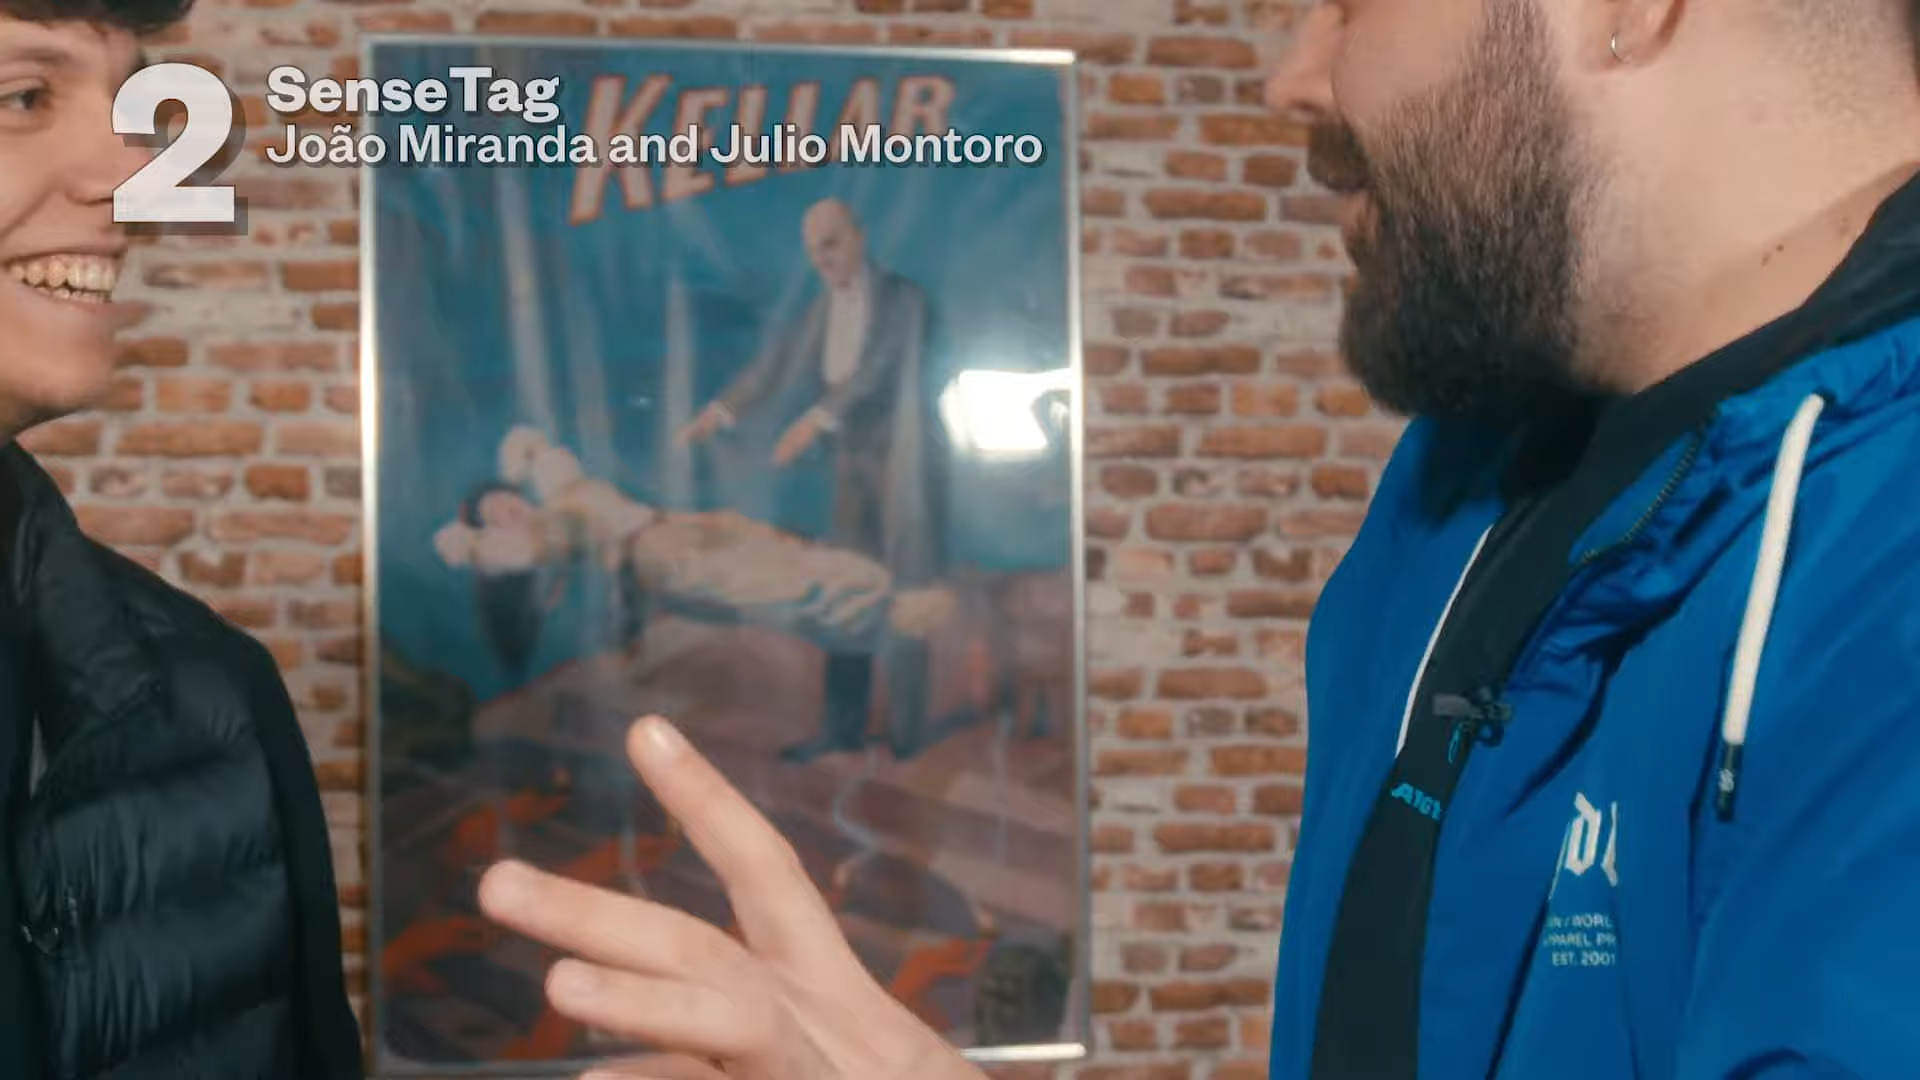 2
SenseTag
João Miranda and Julio Montoro
KELLAR
EST. 2001